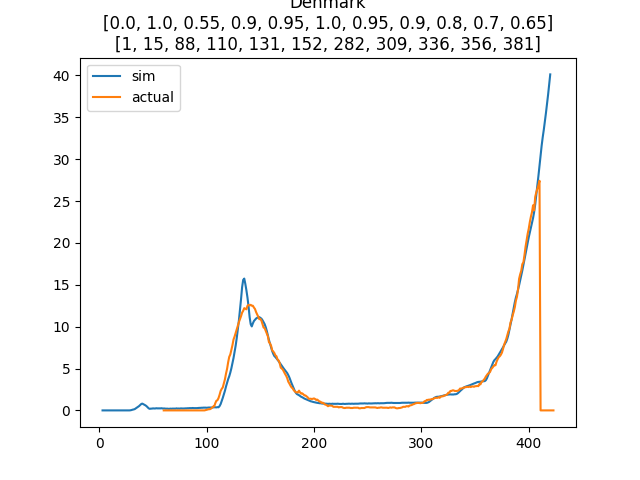 Denmark
[0.0, 1.0, 0.55, 0.9, 0.95, 1.0, 0.95, 0.9, 0.8, 0.7, 0.65]
[1, 15, 88, 110, 131, 152, 282, 309, 336, 356, 381]
sim
actual
40
35
30
25
20
15
10
5
0
0 100 200 300 400